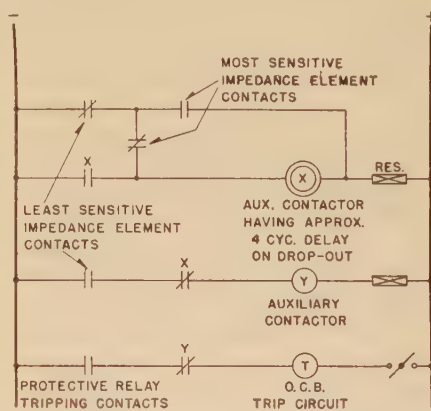 MOST SENSITIVE
IMPEDANCE ELEMENT
CONTACTS
X
X
RES.
LEAST SENSITIVE
IMPEDANCE ELEMENT
CONTACTS
AUX. CONTACTOR
HAVING APPROX.
4 CYC. DELAY
ON DROP-OUT
X
Y
AUXILIARY
CONTACTOR
Y
T
PROTECTIVE RELAY
TRIPPING CONTACTS
O.C.B.
TRIP CIRCUIT